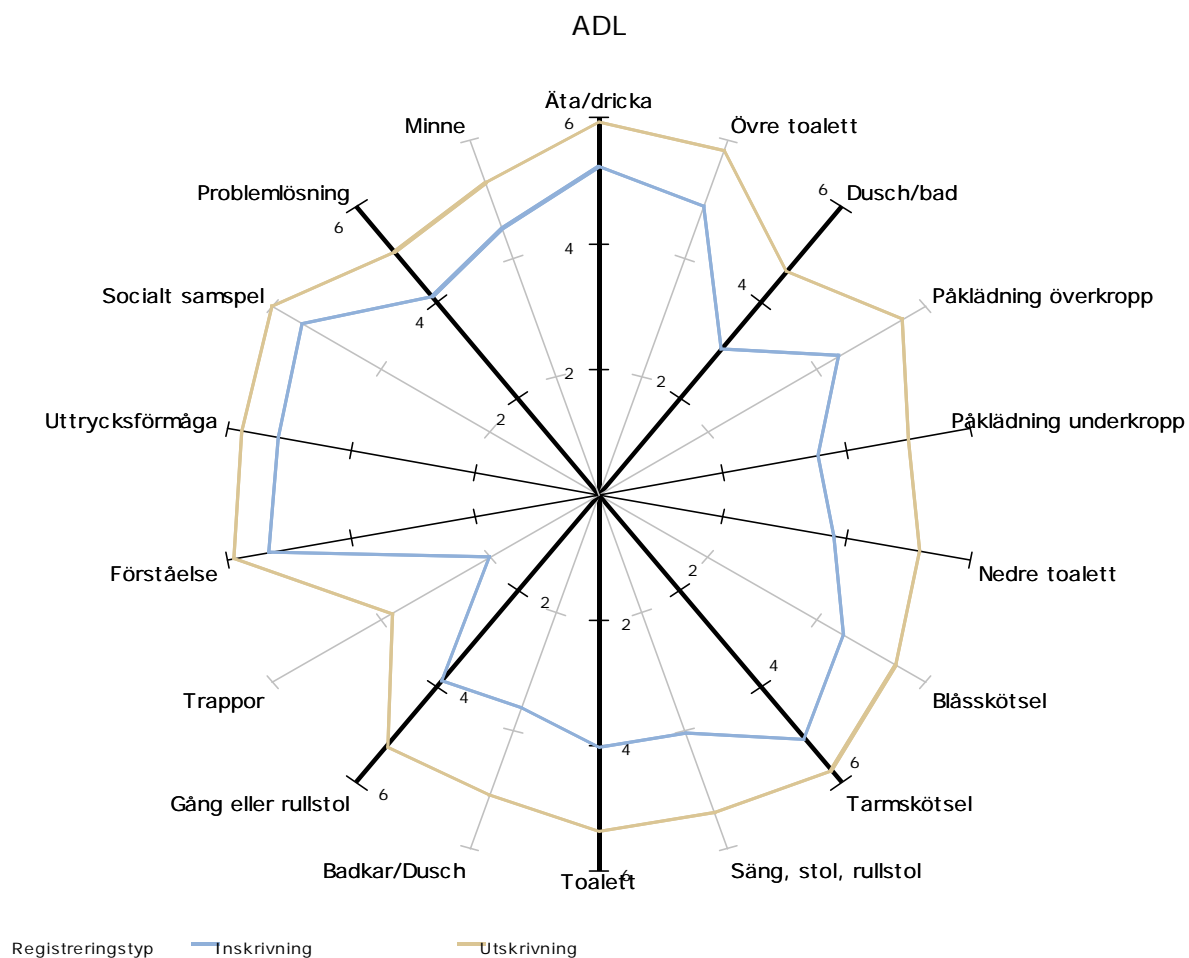 ADL
Äta/dricka
Minne
6
Övre toalett
Problemlösning
6
6
Dusch/bad
4
Socialt samspel
4
4
Påklädning överkropp
2
2
2
Uttrycksförmåga
Påklädning underkropp
Förståelse
2
2
2
Nedre toalett
Trappor
4
4
4
Blåsskötsel
Gång eller rullstol
6
6
Tarmskötsel
Badkar/Dusch
Toalett
6
Säng, stol, rullstol
Registreringstyp Inskrivning Utskrivning